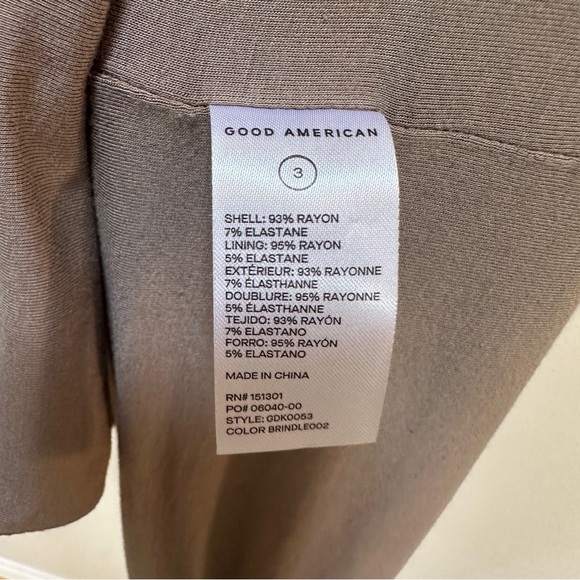 GOOD AMERICAN
3
SHELL: 93% RAYON
7% ELASTANE
LINING: 95% RAYON
5% ELASTANE
EXTÉRIEUR: 93% RAYONNE
7% ÉLASTHANNE
DOUBLURE: 95% RAYONNE
5% ÉLASTHANNE
TEJIDO: 93% RAYÓN
7% ELASTANO
FORRO: 95% RAYÓN
5% ELASTANO
MADE IN CHINA
RN# 151301
PO# 06040-00
STYLE: GDK0053
COLOR BRINDLE002